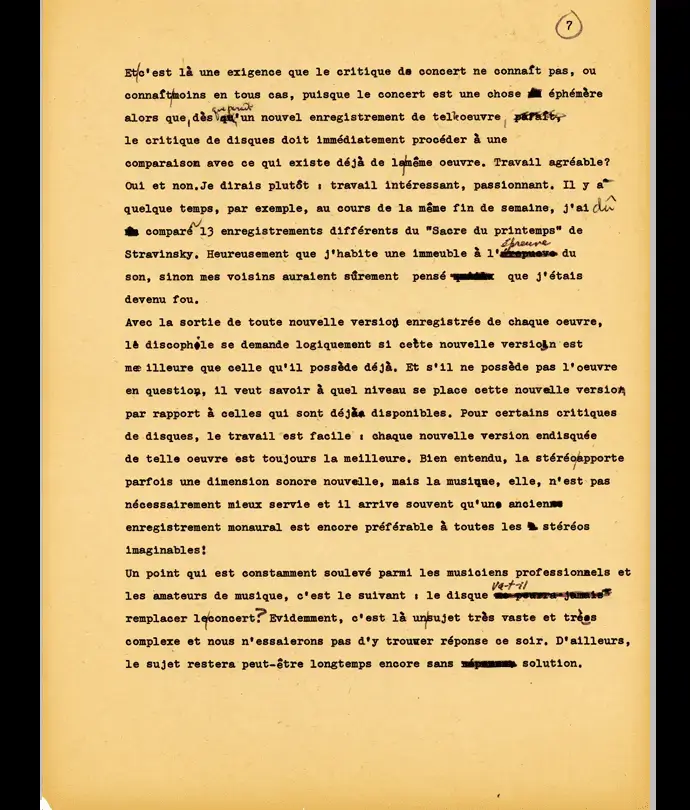 7
Et c'est là une exigence que le critique de concert ne connaît pas, ou
connaît moins en tous cas, puisque le concert est une chose éphémère
alors que, dès que paraît un nouvel enregistrement de telle oeuvre,
le critique de disques doit immédiatement procéder à une
comparaison avec ce qui existe déjà de la même oeuvre. Travail agréable?
Oui et non. Je dirais plutôt : travail intéressant, passionnant. Il y a
quelque temps, par exemple, au cours de la même fin de semaine, j'ai dû
comparé 13 enregistrements différents du "Sacre du printemps" de
Stravinsky. Heureusement que j'habite une immeuble à l'épreuve du
son, sinon mes voisins auraient sûrement pensé que j'étais
devenu fou.
Avec la sortie de toute nouvelle version enregistrée de chaque oeuvre,
le discophile se demande logiquement si cette nouvelle version est
meilleure que celle qu'il possède déjà. Et s'il ne possède pas l'oeuvre
en question, il veut savoir à quel niveau se place cette nouvelle version
par rapport à celles qui sont déjà disponibles. Pour certains critiques
de disques, le travail est facile : chaque nouvelle version endisquée
de telle oeuvre est toujours la meilleure. Bien entendu, la stéréo apporte
parfois une dimension sonore nouvelle, mais la musique, elle, n'est pas
nécessairement mieux servie et il arrive souvent qu'un ancien
enregistrement monaural est encore préférable à toutes les stéréos
imaginables!
Un point qui est constamment soulevé parmi les musiciens professionnels et
les amateurs de musique, c'est le suivant : le disque va-t-il
remplacer le concert? Evidemment, c'est là un sujet très vaste et très
complexe et nous n'essaierons pas d'y trouver réponse ce soir. D'ailleurs,
le sujet restera peut-être longtemps encore sans solution.